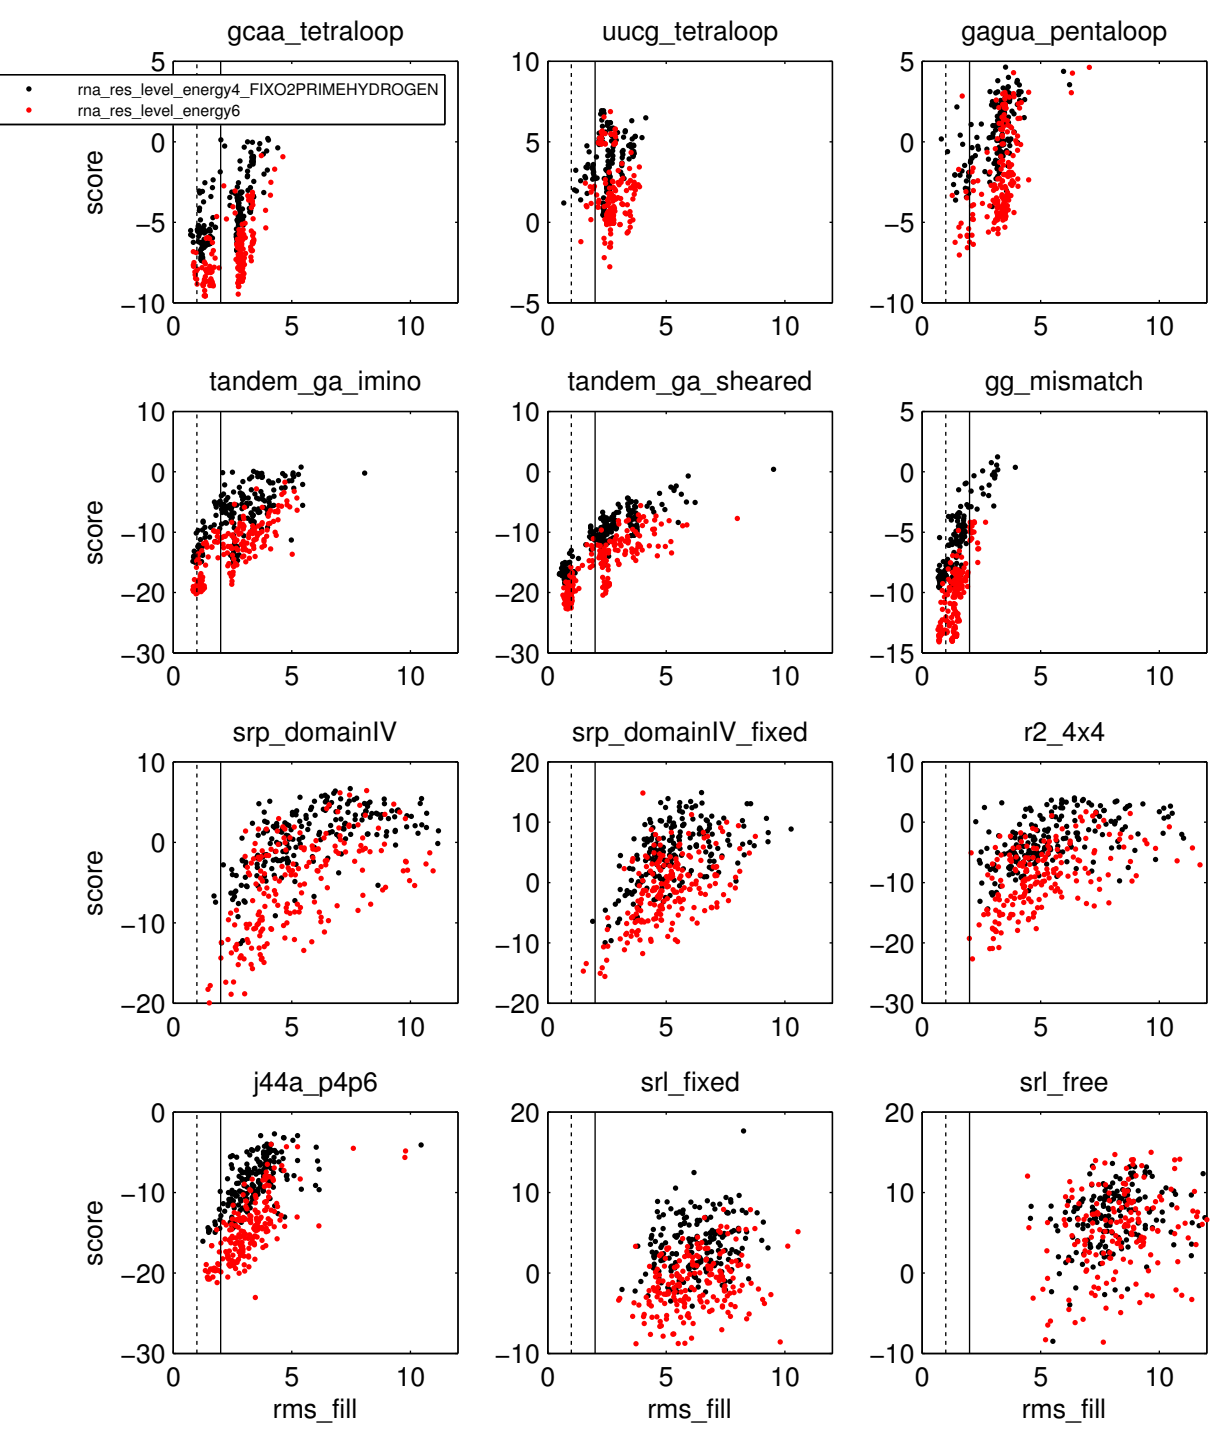 gcaa_tetraloop uucg_tetraloop gagua_pentaloop
5 10 5
rna_res_level_energy4_FIXO2PRIMEHYDROGEN
rna_res_level_energy6
0 5 0
score
−5 0 −5
−10 −5 −10
0 5 10 0 5 10 0 5 10
tandem_ga_imino tandem_ga_sheared gg_mismatch
10 10 5
0 0 0
score
−10 −10 −5
−20 −20 −10
−30 −30 −15
0 5 10 0 5 10 0 5 10
srp_domainIV srp_domainIV_fixed r2_4x4
10 20 10
0 10 0
score
0 −10
−10 −10 −20
−20 −20 −30
0 5 10 0 5 10 0 5 10
j44a_p4p6 srl_fixed srl_free
0 20 20
−10 10 10
score
−20 0 0
−30 −10 −10
0 5 10 0 5 10 0 5 10
rms_fill rms_fill rms_fill